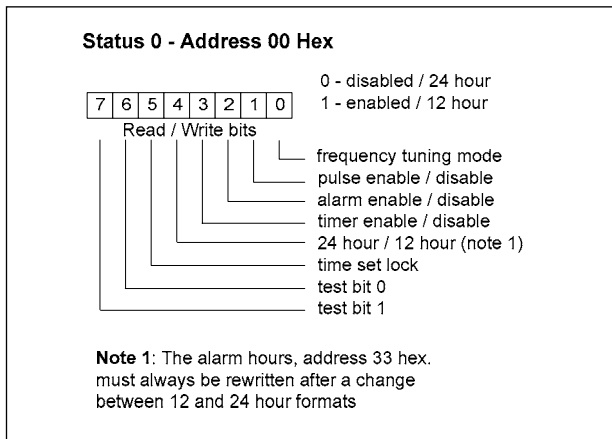 Status 0 - Address 00 Hex
0 - disabled / 24 hour
1 - enabled / 12 hour
7 6 5 4 3 2 1 0
Read / Write bits
frequency tuning mode
pulse enable / disable
alarm enable / disable
timer enable / disable
24 hour / 12 hour (note 1)
time set lock
test bit 0
test bit 1
Note 1: The alarm hours, address 33 hex.
must always be rewritten after a change
between 12 and 24 hour formats